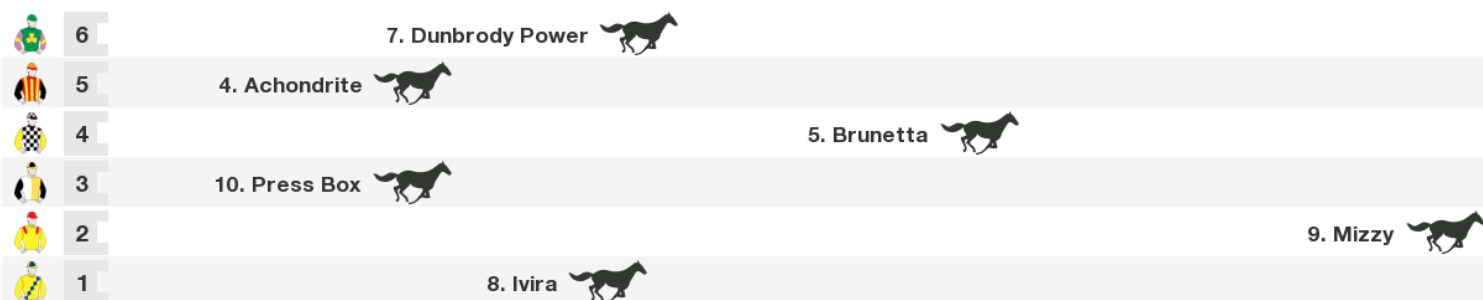 6 7. Dunbrody Power
5 4. Achondrite
4 5. Brunetta
3 10. Press Box
2 9. Mizzy
1 8. Ivira